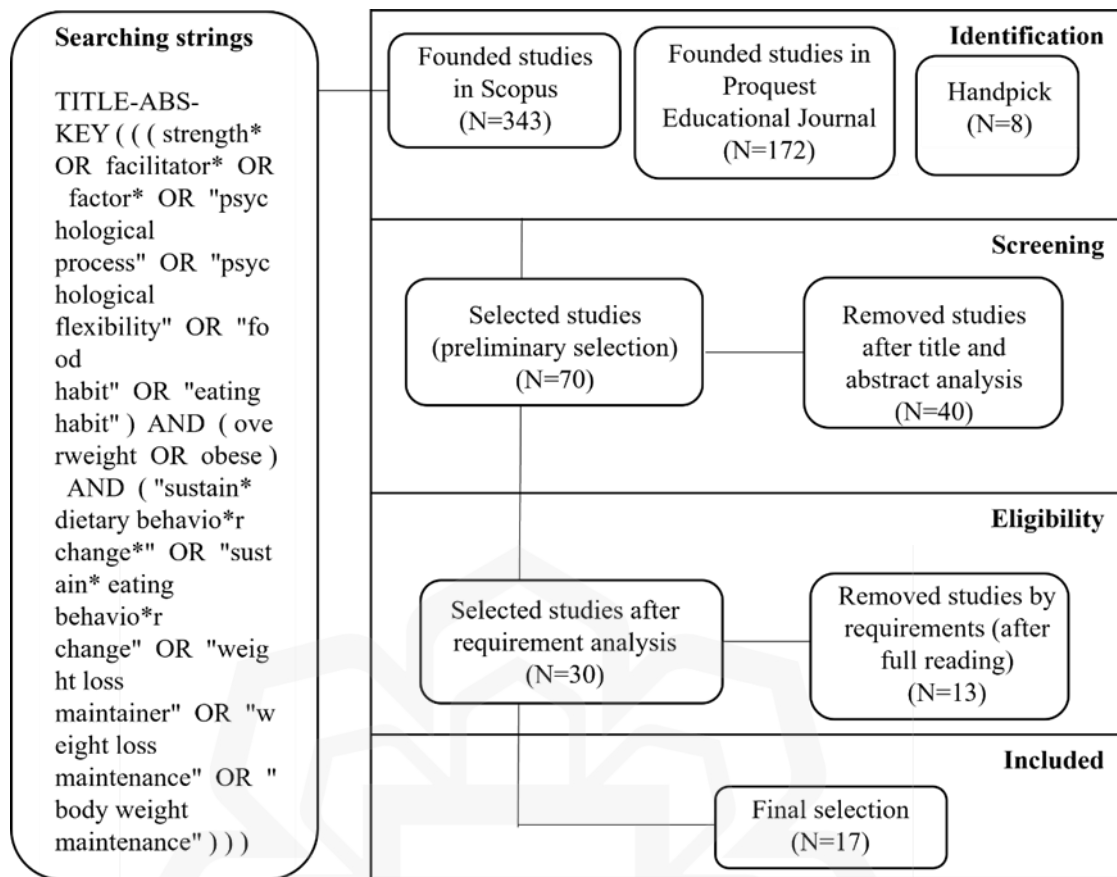 Searching strings
TITLE-ABS-
KEY ( ( ( strength*
OR facilitator* OR
factor* OR "psyc
hological
process" OR "psyc
hological
flexibility" OR "fo
od
habit" OR "eating
habit" ) AND ( ove
rweight OR obese )
AND ( "sustain*
dietary behavio*r
change*" OR "sust
ain* eating
behavio*r
change" OR "weig
ht loss
maintainer" OR "w
eight loss
maintenance" OR "
body weight
maintenance" ) ) )
Identification
Founded studies
in Scopus
(N=343)
Founded studies in
Proquest
Educational Journal
(N=172)
Handpick
(N=8)
Screening
Selected studies
(preliminary selection)
(N=70)
Removed studies
after title and
abstract analysis
(N=40)
Eligibility
Selected studies after
requirement analysis
(N=30)
Removed studies by
requirements (after
full reading)
(N=13)
Included
Final selection
(N=17)